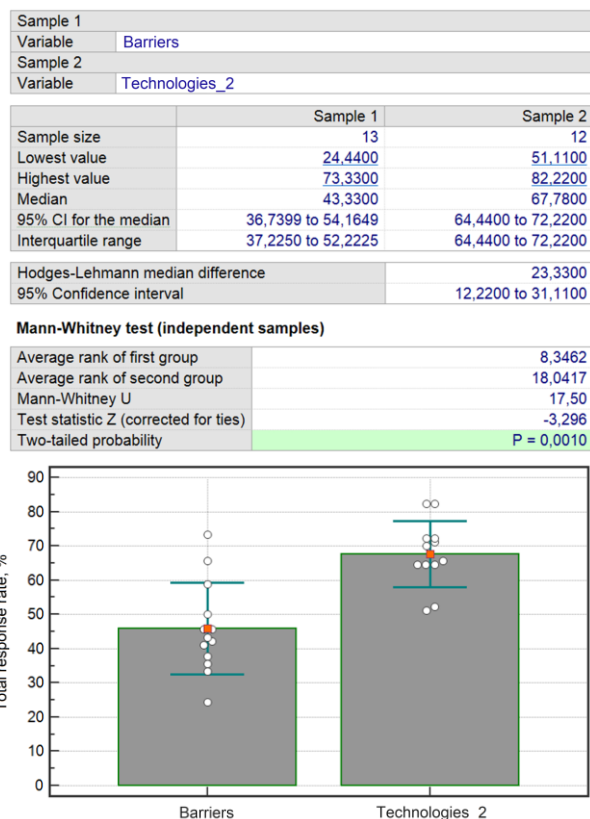 Sample 1
Variable Barriers
Sample 2
Variable Technologies_2
Sample 1 Sample 2
Sample size 13 12
Lowest value 24,4400 51,1100
Highest value 73,3300 82,2200
Median 43,3300 67,7800
95% CI for the median 36,7399 to 54,1649 64,4400 to 72,2200
Interquartile range 37,2250 to 52,2225 64,4400 to 72,2200
Hodges-Lehmann median difference 23,3300
95% Confidence interval 12,2200 to 31,1100
Mann-Whitney test (independent samples)
Average rank of first group 8,3462
Average rank of second group 18,0417
Mann-Whitney U 17,50
Test statistic Z (corrected for ties) -3,296
Two-tailed probability P = 0,0010
Total response rate, %
90
80
70
60
50
40
30
20
10
0
Barriers Technologies_2